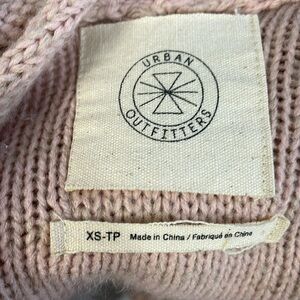 URBAN
OUTFITTERS
XS-TP Made in China / Fabriqué en Chine